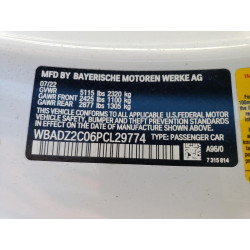 MFD BY BAYERISCHE MOTOREN WERKE AG
07/22
GVWR 5115 lbs 2320 kg
GAWR FRONT 2425 lbs 1100 kg
GAWR REAR 2877 lbs 1305 kg
THIS VEHICLE CONFORMS TO ALL APPLICABLE U.S. FEDERAL MOTOR
VEHICLE SAFETY, BUMPER, AND THEFT PREVENTION STANDARDS
IN EFFECT ON THE DATE OF MANUFACTURE SHOWN ABOVE.
WBADZ2C06PCL29774
TYPE: PASSENGER CAR
A96/0
7 315 814